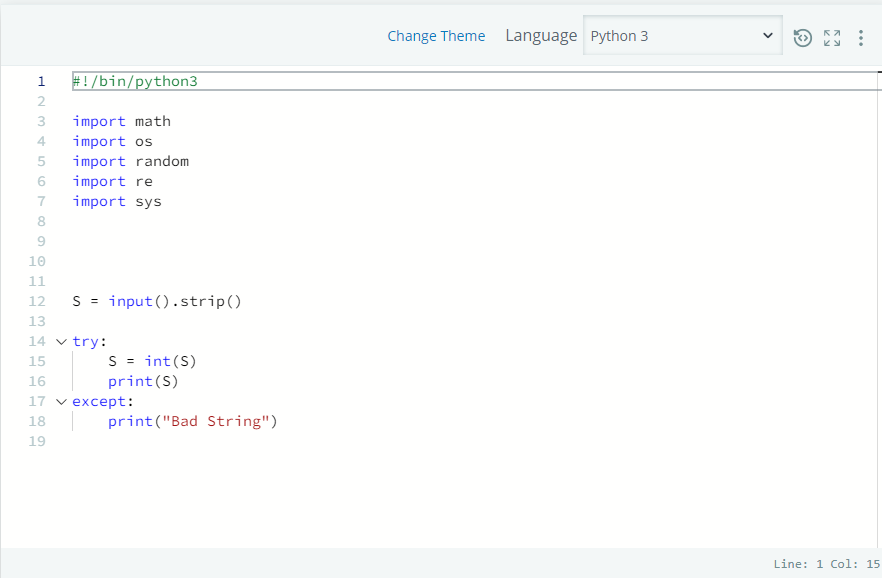 Change Theme Language Python 3
1 #!/bin/python3
2
3 import math
4 import os
5 import random
6 import re
7 import sys
8
9
10
11
12 S = input().strip()
13
14 try:
15     S = int(S)
16     print(S)
17 except:
18     print("Bad String")
19
Line: 1 Col: 15